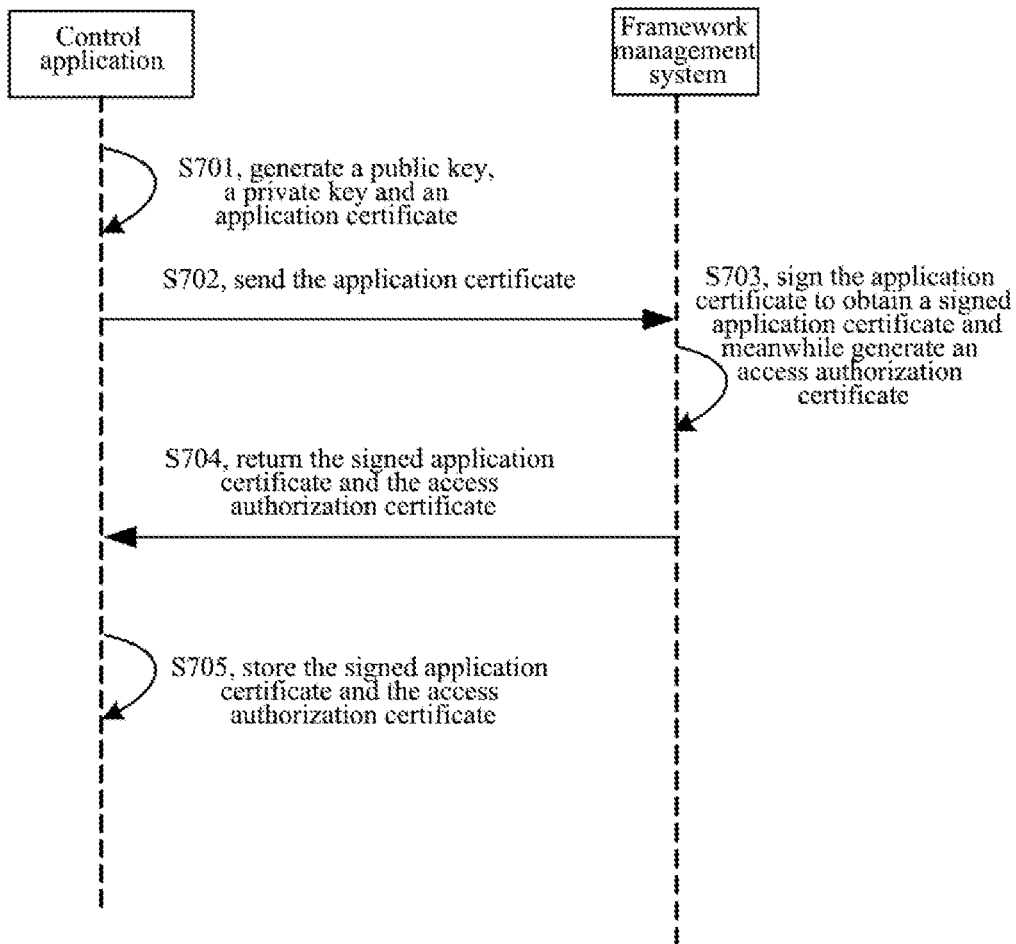 Control
application
Framework
management
system
S701, generate a public key,
a private key and an
application certificate
S702, send the application certificate
S703, sign the application
certificate to obtain a signed
application certificate and
meanwhile generate an
access authorization
certificate
S704, return the signed application
certificate and the access
authorization certificate
S705, store the signed application
certificate and the access
authorization certificate